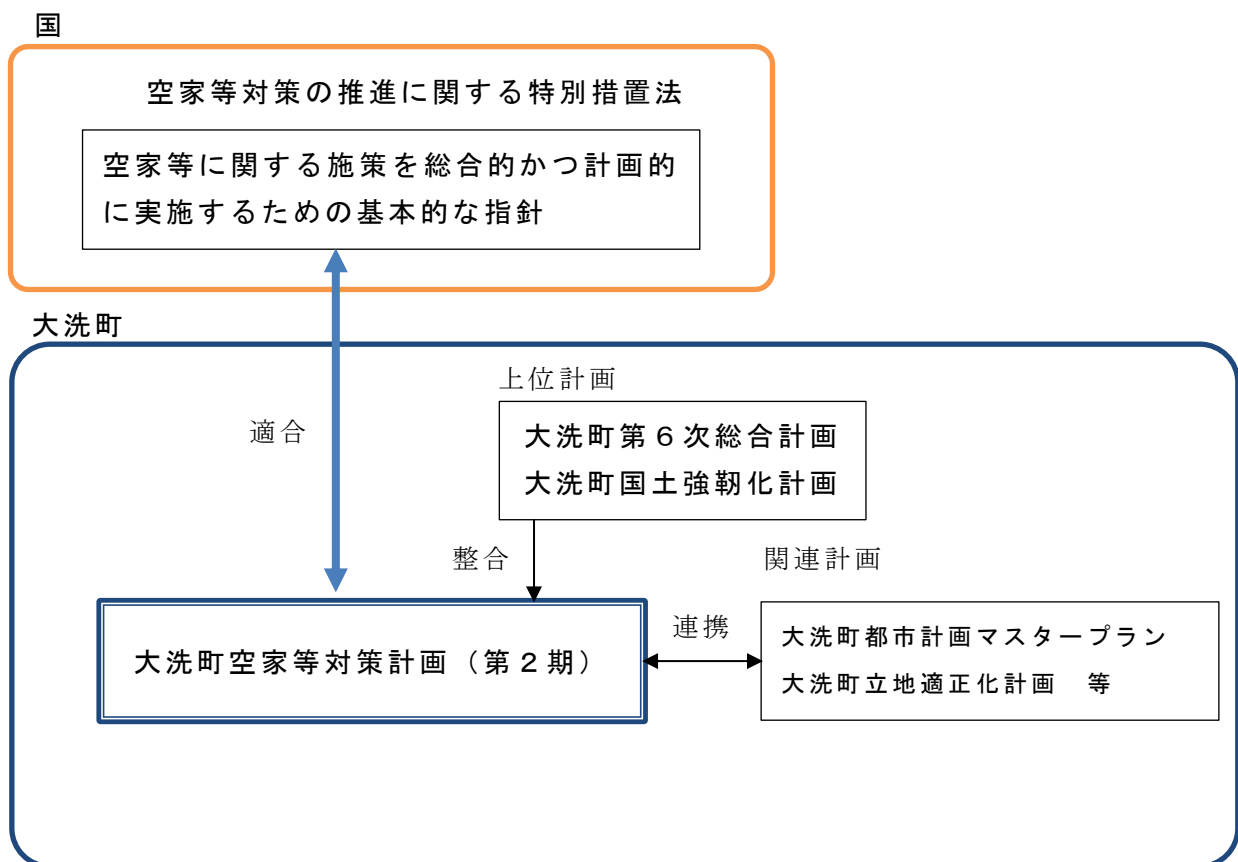 国
空家等対策の推進に関する特別措置法
空家等に関する施策を総合的かつ計画的
に実施するための基本的な指針
大洗町
上位計画
適合
大洗町第６次総合計画
大洗町国土強靭化計画
整合
関連計画
連携
大洗町空家等対策計画（第２期）
大洗町都市計画マスタープラン
大洗町立地適正化計画　等